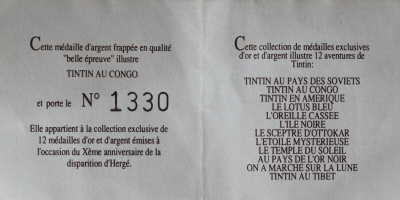 Cette médaille d'argent frappée en qualité
"belle épreuve" illustre
TINTIN AU CONGO.
et porte le N° 1330
Elle appartient à la collection exclusive de
12 médailles d'or et d'argent émises à
l'occasion du Xème anniversaire de la
disparition d'Hergé.
Cette collection de médailles exclusives
d'or et d'argent illustre 12 aventures de
Tintin:
TINTIN AU PAYS DES SOVIETS
TINTIN AU CONGO
TINTIN EN AMERIQUE
LE LOTUS BLEU
L'OREILLE CASSEE
L'ILE NOIRE
LE SCEPTRE D'OTTOKAR
L'ETOILE MYSTERIEUSE
LE TEMPLE DU SOLEIL
AU PAYS DE L'OR NOIR
ON A MARCHE SUR LA LUNE
TINTIN AU TIBET